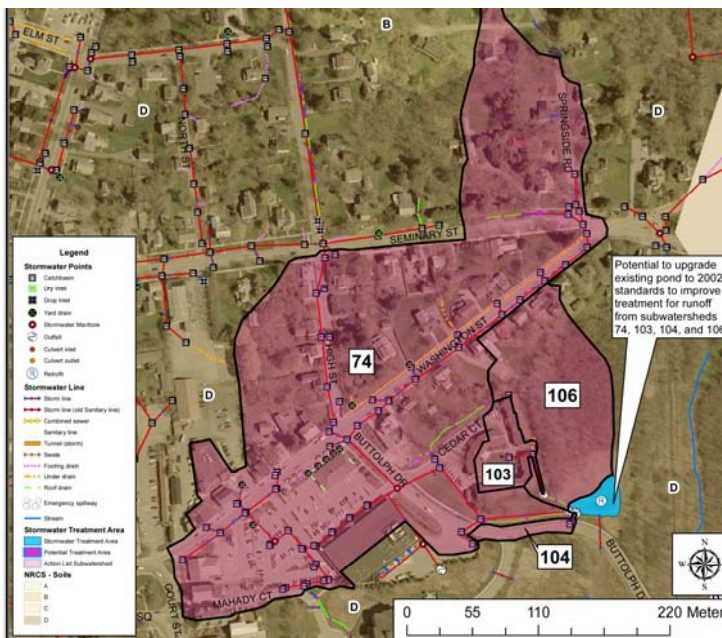 ELM ST
B
D
D
NORTH ST
SPRINGSIDE RD
SEMINARY ST
Potential to upgrade
existing pond to 2002
standards to improve
treatment for runoff
from subwatersheds
74, 103, 104, and 106
Legend
Stormwater Points
Catchbasin
Dry Well
Drop Inlet
Yard drain
Stormwater Manhole
Outfall
Culvert inlet
Culvert outlet
Retrofit
Stormwater Line
Storm line
Storm line (old Sanitary line)
Combined sewer
Sanitary line
Tunnel (storm)
Swale
Footing drain
Under drain
Roof drain
Emergency spillway
Stream
Stormwater Treatment Area
Stormwater Treatment Area
Potential Treatment Area
Action List Subwatershed
NRCS - Soils
A
B
C
D
HIGH ST
74
WASHINGTON ST
106
D
BUTTOLPH DR
CEDAR CT
103
R
D
104
BUTTOLPH D
N
W E
S
COURT ST
MAHADY CT
SQ
D
0 55 110 220 Meter